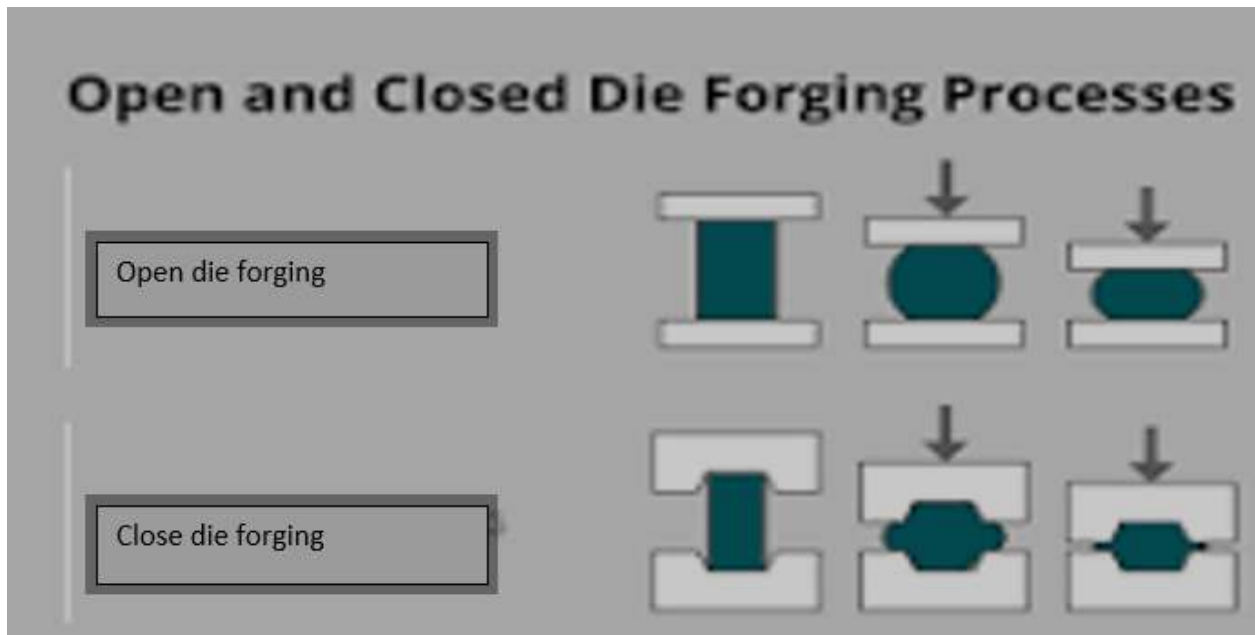 Open and Closed Die Forging Processes
Open die forging
Close die forging